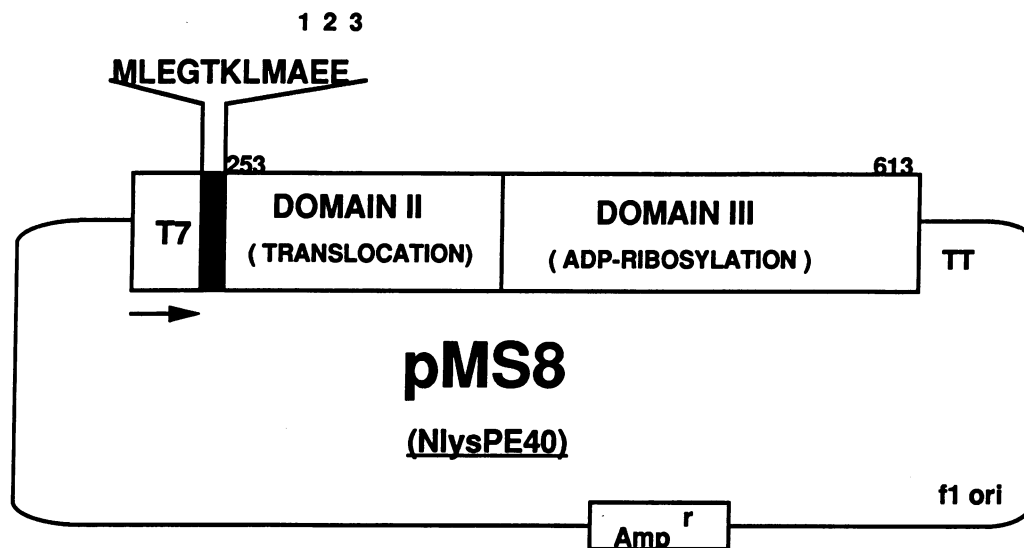 1 2 3
MLEGTKLMAEE
253
613
T7
DOMAIN II
(TRANSLOCATION)
DOMAIN III
(ADP-RIBOSYLATION)
TT
pMS8
(NlysPE40)
f1 ori
Amp r